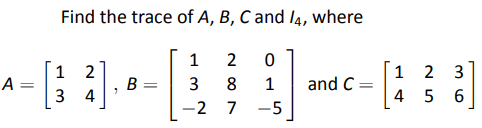 Find the trace of A, B, C and I₄, where
A = [1 2; 3 4], B = [1 2 0; 3 8 1; −2 7 −5] and C = [1 2 3; 4 5 6]